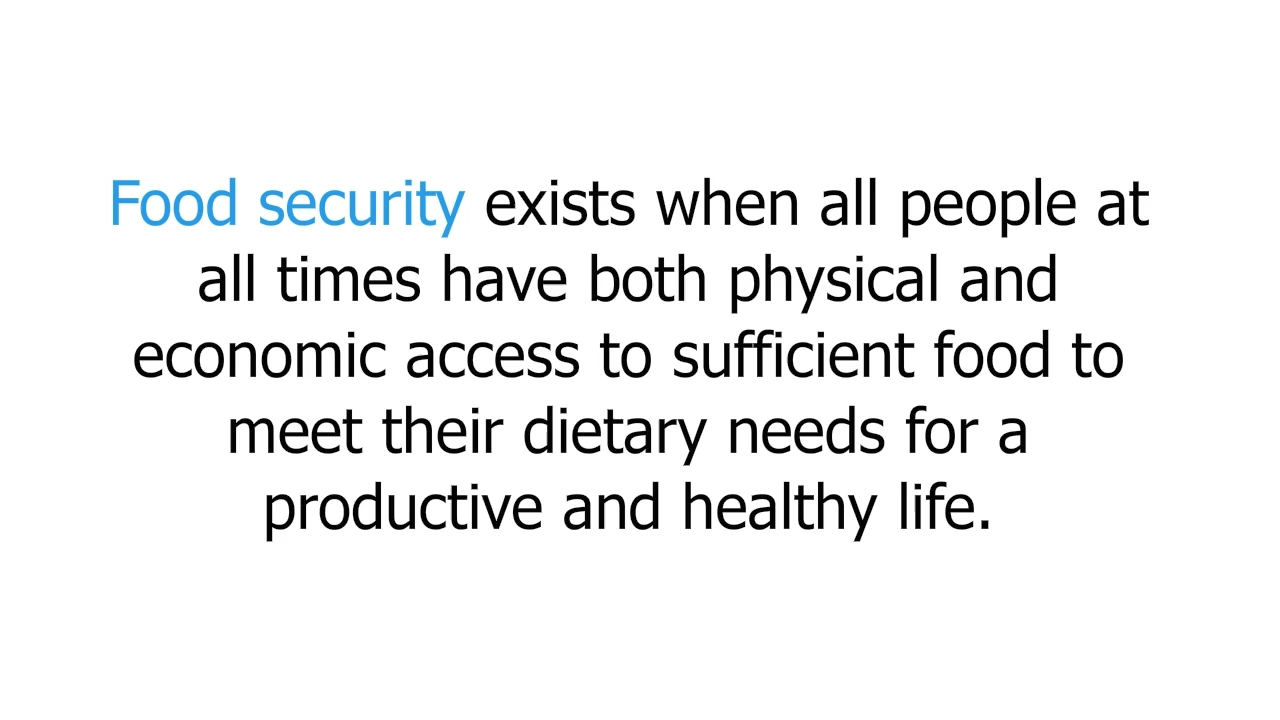 Food security exists when all people at
all times have both physical and
economic access to sufficient food to
meet their dietary needs for a
productive and healthy life.